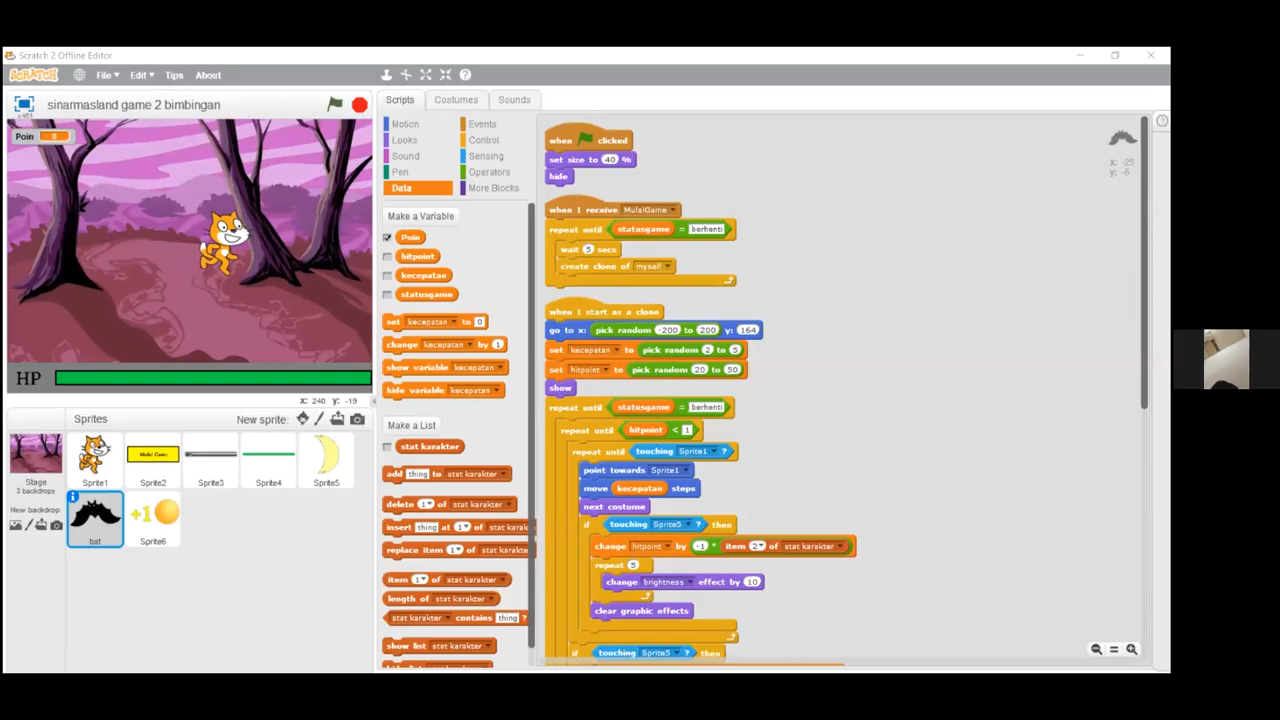 Scratch 2 Offline Editor
SCRATCH File Edit Tips About
sinarmasland game 2 bimbingan
v461
Poin 0
HP
x: 240 y: -19
Sprites New sprite:
Stage
3 backdrops
New backdrop
Sprite1
Mulai Game
Sprite2
Sprite3
Sprite4
Sprite5
bat
+1
Sprite6
Scripts Costumes Sounds
Motion Events
Looks Control
Sound Sensing
Pen Operators
Data More Blocks
Make a Variable
Poin
hitpoint
kecepatan
statusgame
set kecepatan to 0
change kecepatan by 1
show variable kecepatan
hide variable kecepatan
Make a List
stat karakter
add thing to stat karakter
delete 1 of stat karakter
insert thing at 1 of stat karak
replace item 1 of stat karakter
item 1 of stat karakter
length of stat karakter
stat karakter contains thing ?
show list stat karakter
when clicked
set size to 40 %
hide
when I receive MulaiGame
repeat until statusgame = berhenti
wait 5 secs
create clone of myself
when I start as a clone
go to x: pick random -200 to 200 y: 164
set kecepatan to pick random 2 to 5
set hitpoint to pick random 20 to 50
show
repeat until statusgame = berhenti
repeat until hitpoint < 1
repeat until touching Sprite1 ?
point towards Sprite1
move kecepatan steps
next costume
if touching Sprite5 ? then
change hitpoint by -1 * item 2 of stat karakter
repeat 5
change brightness effect by 10
clear graphic effects
if touching Sprite5 ? then
x: -25
y: -6